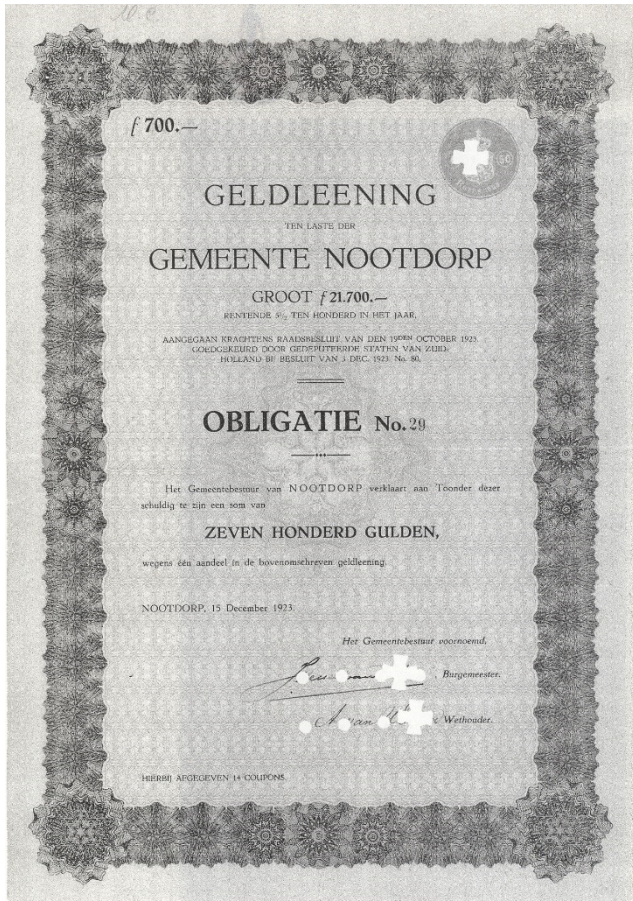 ƒ 700.—
60
GELDLEENING
TEN LASTE DER
GEMEENTE NOOTDORP
GROOT ƒ 21.700.—
RENTENDE 5½ TEN HONDERD IN HET JAAR,
AANGEGAAN KRACHTENS RAADSBESLUIT VAN DEN 19DEN OCTOBER 1923.
GOEDGEKEURD DOOR GEDEPUTEERDE STATEN VAN ZUID-
HOLLAND BIJ BESLUIT VAN 3 DEC. 1923. No. 80.
OBLIGATIE No. 29
Het Gemeentebestuur van NOOTDORP verklaart aan Toonder dezer
schuldig te zijn een som van
ZEVEN HONDERD GULDEN,
wegens één aandeel in de bovenomschreven geldleening.
NOOTDORP, 15 December 1923.
Het Gemeentebestuur voornoemd,
, Burgemeester.
A van Wethouder.
HIERBIJ AFGEGEVEN 14 COUPONS.